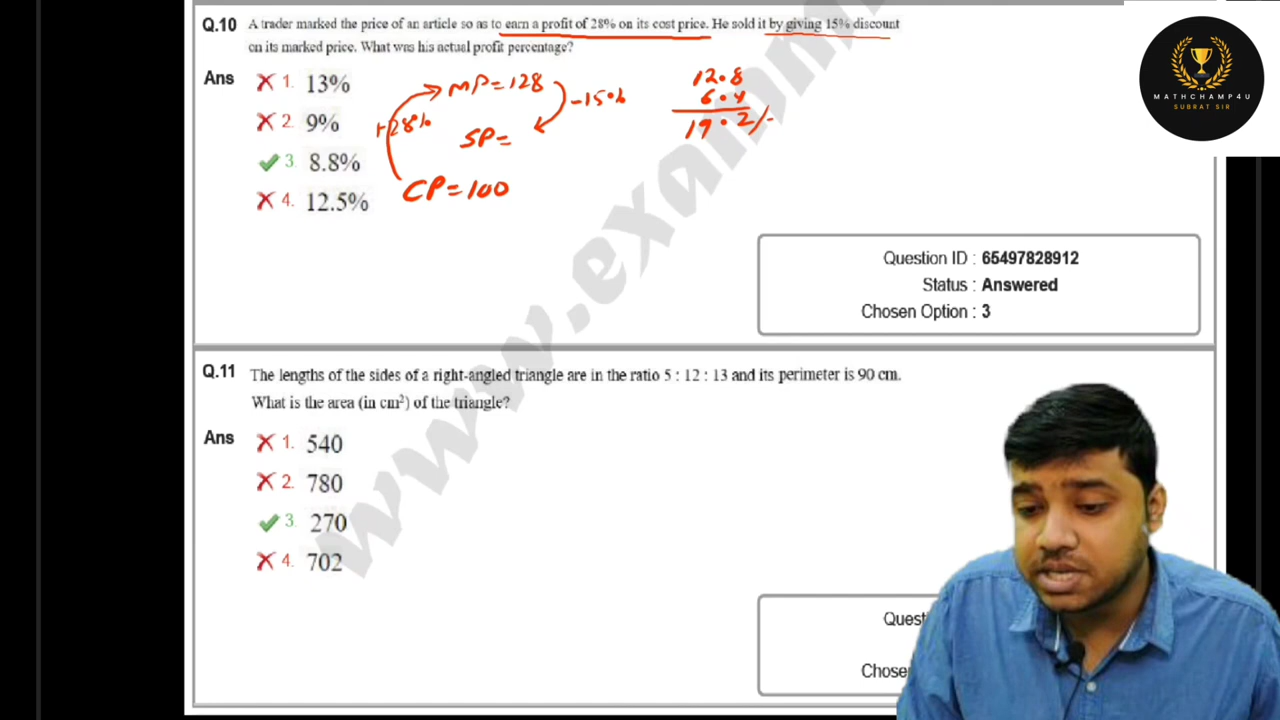 Q.10 A trader marked the price of an article so as to earn a profit of 28% on its cost price. He sold it by giving 15% discount
on its marked price. What was his actual profit percentage?
Ans
1. 13%
2. 9%
3. 8.8%
4. 12.5%
MP=128
-15%
+28%
SP=
CP=100
12.8
6.4
19.2/-
MATHCHAMP4U
SUBRAT SIR
Question ID : 65497828912
Status : Answered
Chosen Option : 3
Q.11 The lengths of the sides of a right-angled triangle are in the ratio 5 : 12 : 13 and its perimeter is 90 cm.
What is the area (in cm²) of the triangle?
Ans
1. 540
2. 780
3. 270
4. 702